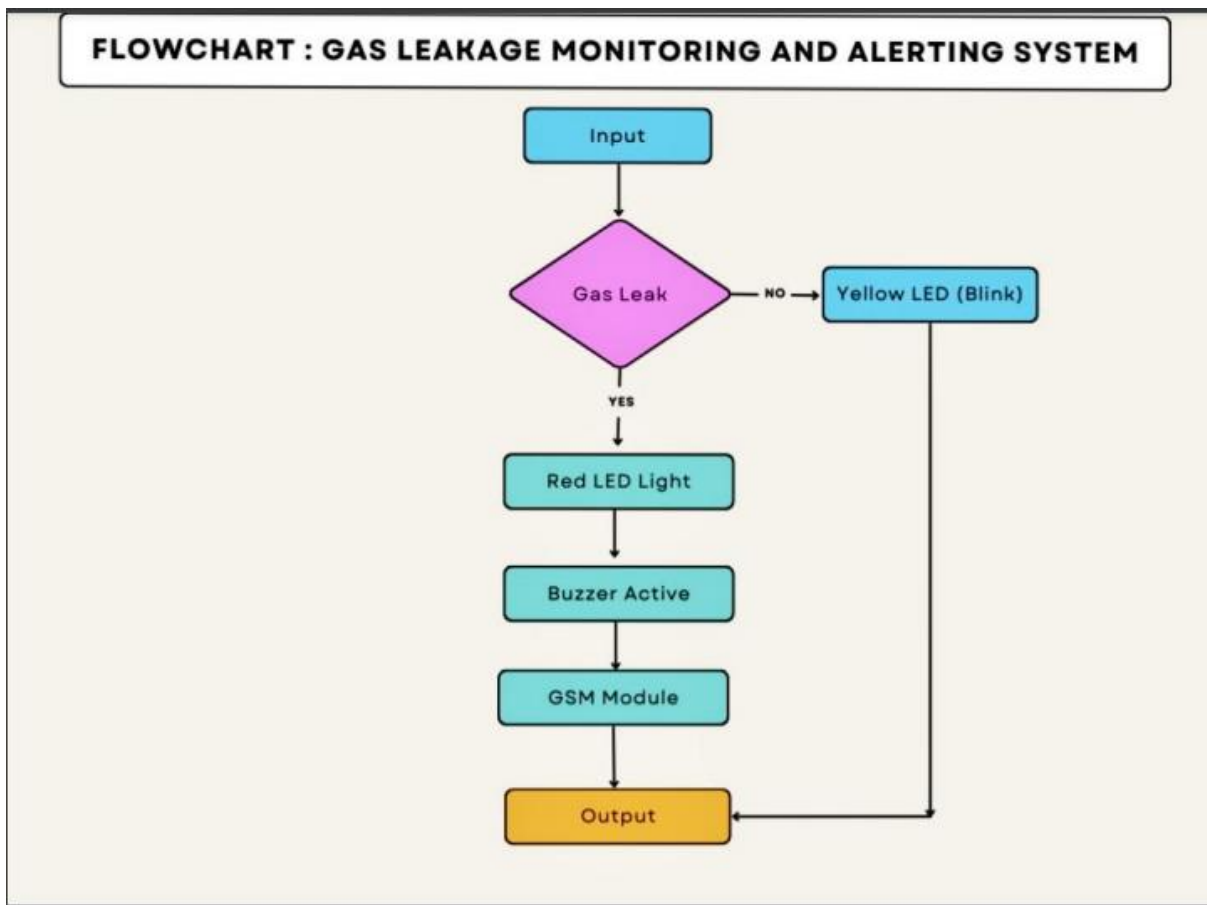 FLOWCHART : GAS LEAKAGE MONITORING AND ALERTING SYSTEM
Input
Gas Leak
NO
Yellow LED (Blink)
YES
Red LED Light
Buzzer Active
GSM Module
Output